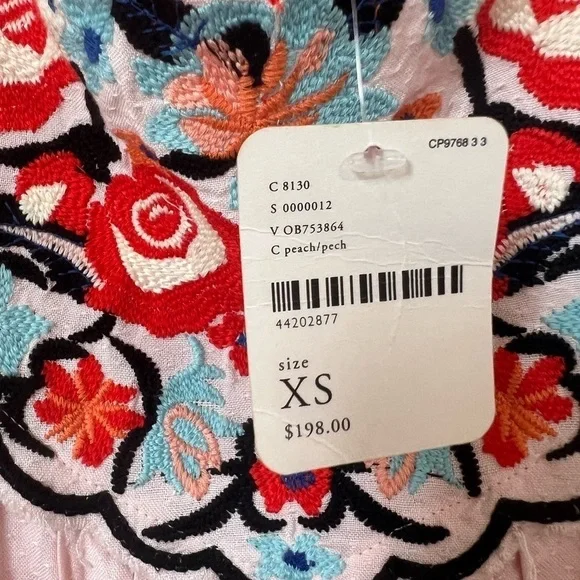 CP9768 3 3
C 8130
S 0000012
V OB753864
C peach/pech
44202877
size
XS
$198.00